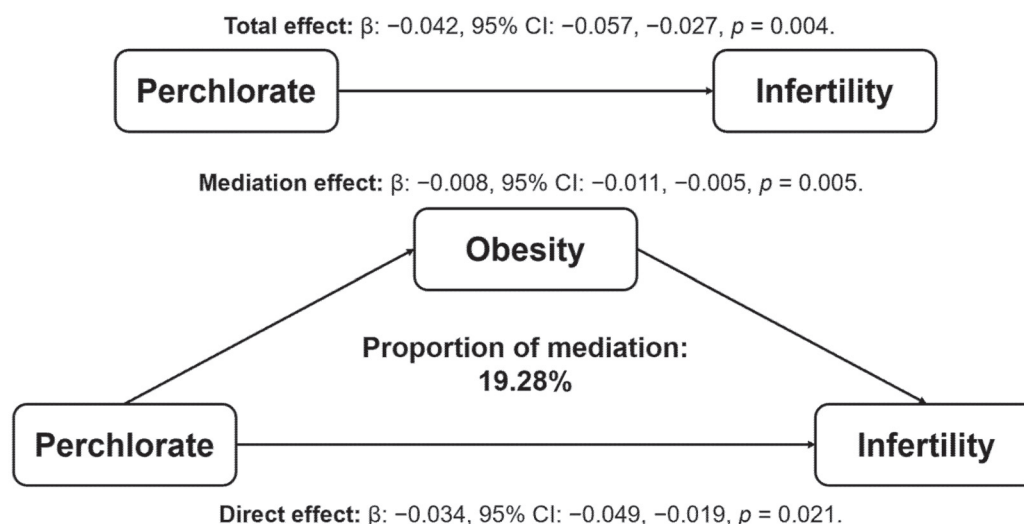 Total effect: β: −0.042, 95% CI: −0.057, −0.027, p = 0.004.
Perchlorate
Infertility
Mediation effect: β: −0.008, 95% CI: −0.011, −0.005, p = 0.005.
Obesity
Proportion of mediation:
19.28%
Perchlorate
Infertility
Direct effect: β: −0.034, 95% CI: −0.049, −0.019, p = 0.021.